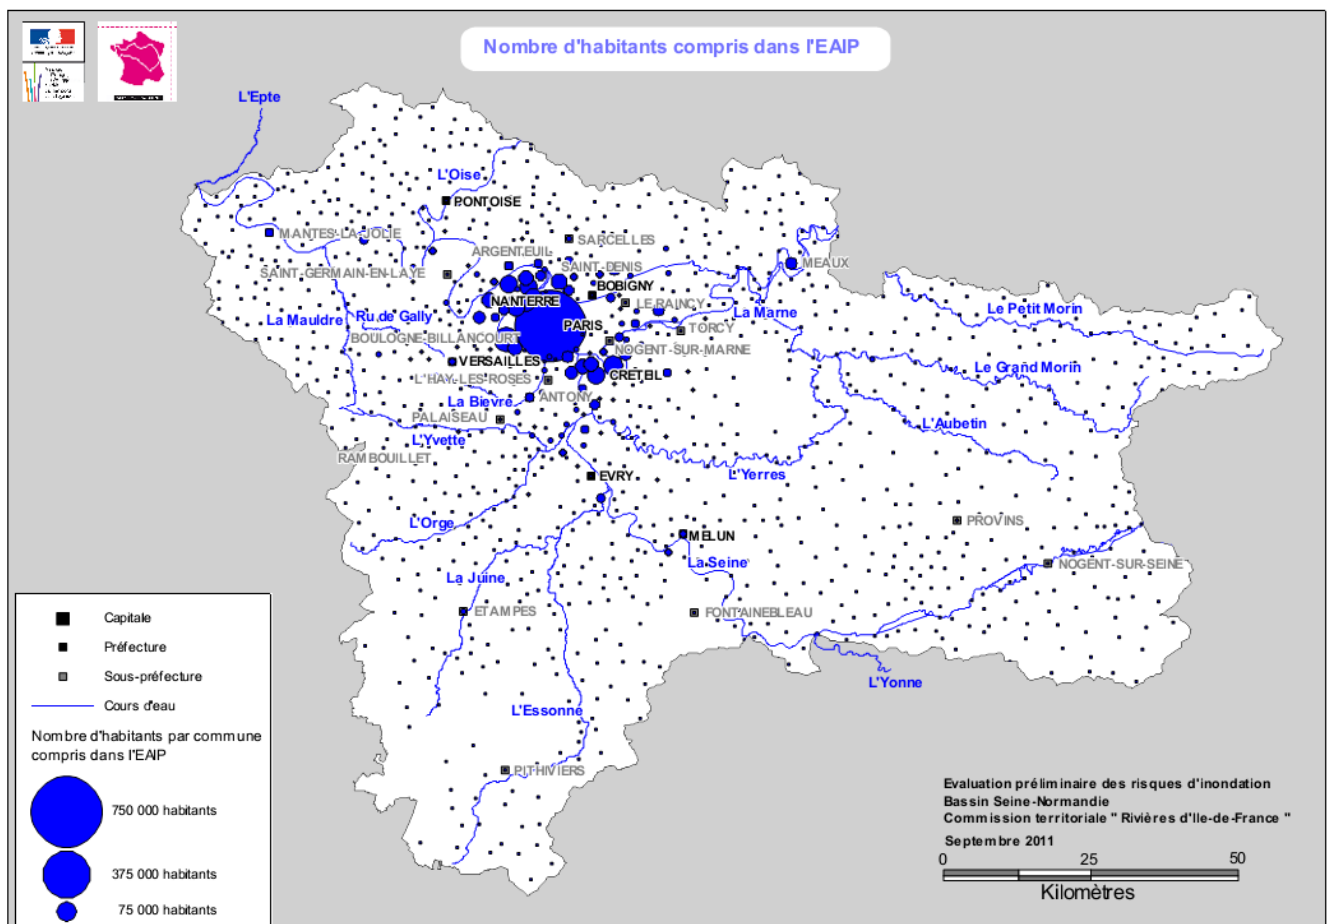 Nombre d'habitants compris dans l'EAIP
L'Epte
L'Oise
PONTOISE
MANTES-LA-JOLIE
SARCELLES
ARGENTEUIL
SAINT-DENIS
SAINT-GERMAIN-EN-LAYE
MEAUX
BOBIGNY
NANTERRE
LE RAINCY
La Marne
Le Petit Morin
La Mauldre
Ru de Gally
PARIS
TORCY
BOULOGNE-BILLANCOURT
NOGENT-SUR-MARNE
VERSAILLES
Le Grand Morin
L'HAY-LES-ROSES
CRETEIL
La Bievre
ANTONY
PALAISEAU
L'Aubetin
L'Yvette
RAMBOUILLET
L'Yerres
EVRY
L'Orge
PROVINS
MELUN
La Seine
NOGENT-SUR-SEINE
La Juine
ETAMPES
FONTAINEBLEAU
L'Yonne
L'Essonne
PITHIVIERS
Capitale
Préfecture
Sous-préfecture
Cours d'eau
Nombre d'habitants par commune
compris dans l'EAIP
750 000 habitants
375 000 habitants
75 000 habitants
Evaluation préliminaire des risques d'inondation
Bassin Seine-Normandie
Commission territoriale " Rivières d'Ile-de-France "
Septembre 2011
0 25 50
Kilomètres